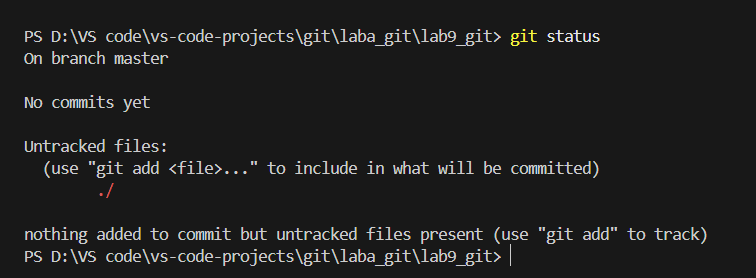 PS D:\VS code\vs-code-projects\git\laba_git\lab9_git> git status
On branch master
No commits yet
Untracked files:
  (use "git add <file>..." to include in what will be committed)
        ./
nothing added to commit but untracked files present (use "git add" to track)
PS D:\VS code\vs-code-projects\git\laba_git\lab9_git>